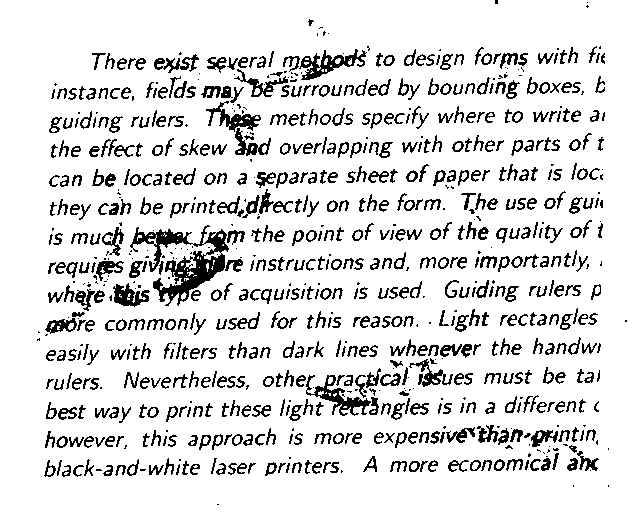 There exist several methods to design forms with fie
instance, fields may be surrounded by bounding boxes, b
guiding rulers. These methods specify where to write a
the effect of skew and overlapping with other parts of t
can be located on a separate sheet of paper that is loca
they can be printed directly on the form. The use of gui
is much better from the point of view of the quality of t
requires giving more instructions and, more importantly,
where this type of acquisition is used. Guiding rulers p
more commonly used for this reason. Light rectangles
easily with filters than dark lines whenever the handwr
rulers. Nevertheless, other practical issues must be ta
best way to print these light rectangles is in a different c
however, this approach is more expensive than printin
black-and-white laser printers. A more economical and